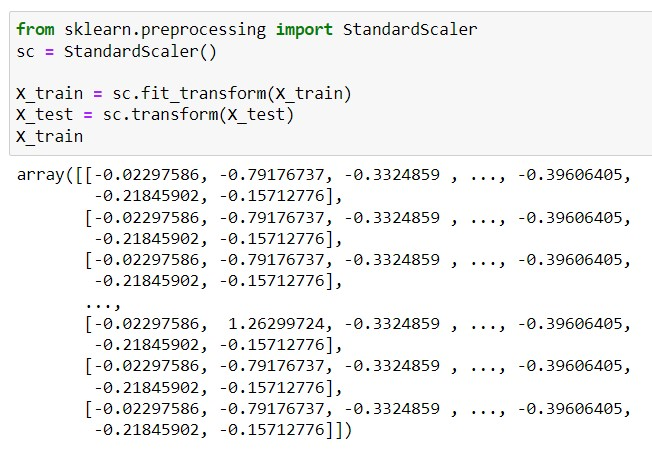 from sklearn.preprocessing import StandardScaler
sc = StandardScaler()

X_train = sc.fit_transform(X_train)
X_test = sc.transform(X_test)
X_train
array([[-0.02297586, -0.79176737, -0.3324859 , ..., -0.39606405,
        -0.21845902, -0.15712776],
       [-0.02297586, -0.79176737, -0.3324859 , ..., -0.39606405,
        -0.21845902, -0.15712776],
       [-0.02297586, -0.79176737, -0.3324859 , ..., -0.39606405,
        -0.21845902, -0.15712776],
       ...,
       [-0.02297586,  1.26299724, -0.3324859 , ..., -0.39606405,
        -0.21845902, -0.15712776],
       [-0.02297586, -0.79176737, -0.3324859 , ..., -0.39606405,
        -0.21845902, -0.15712776],
       [-0.02297586, -0.79176737, -0.3324859 , ..., -0.39606405,
        -0.21845902, -0.15712776]])